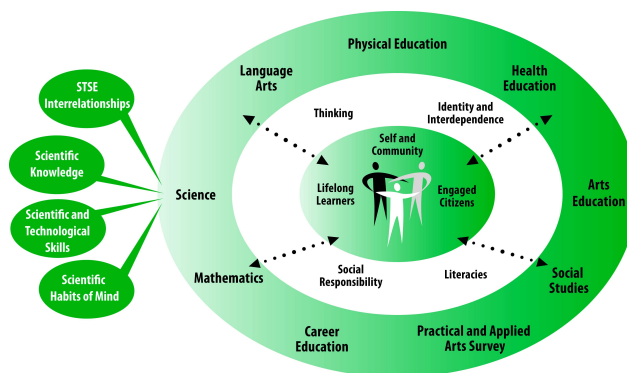 Physical Education
Language
Arts
Health
Education
STSE
Interrelationships
Thinking
Identity and
Interdependence
Self and
Community
Scientific
Knowledge
Science
Lifelong
Learners
Engaged
Citizens
Arts
Education
Scientific and
Technological
Skills
Scientific
Habits of Mind
Mathematics
Social
Responsibility
Literacies
Social
Studies
Career
Education
Practical and Applied
Arts Survey